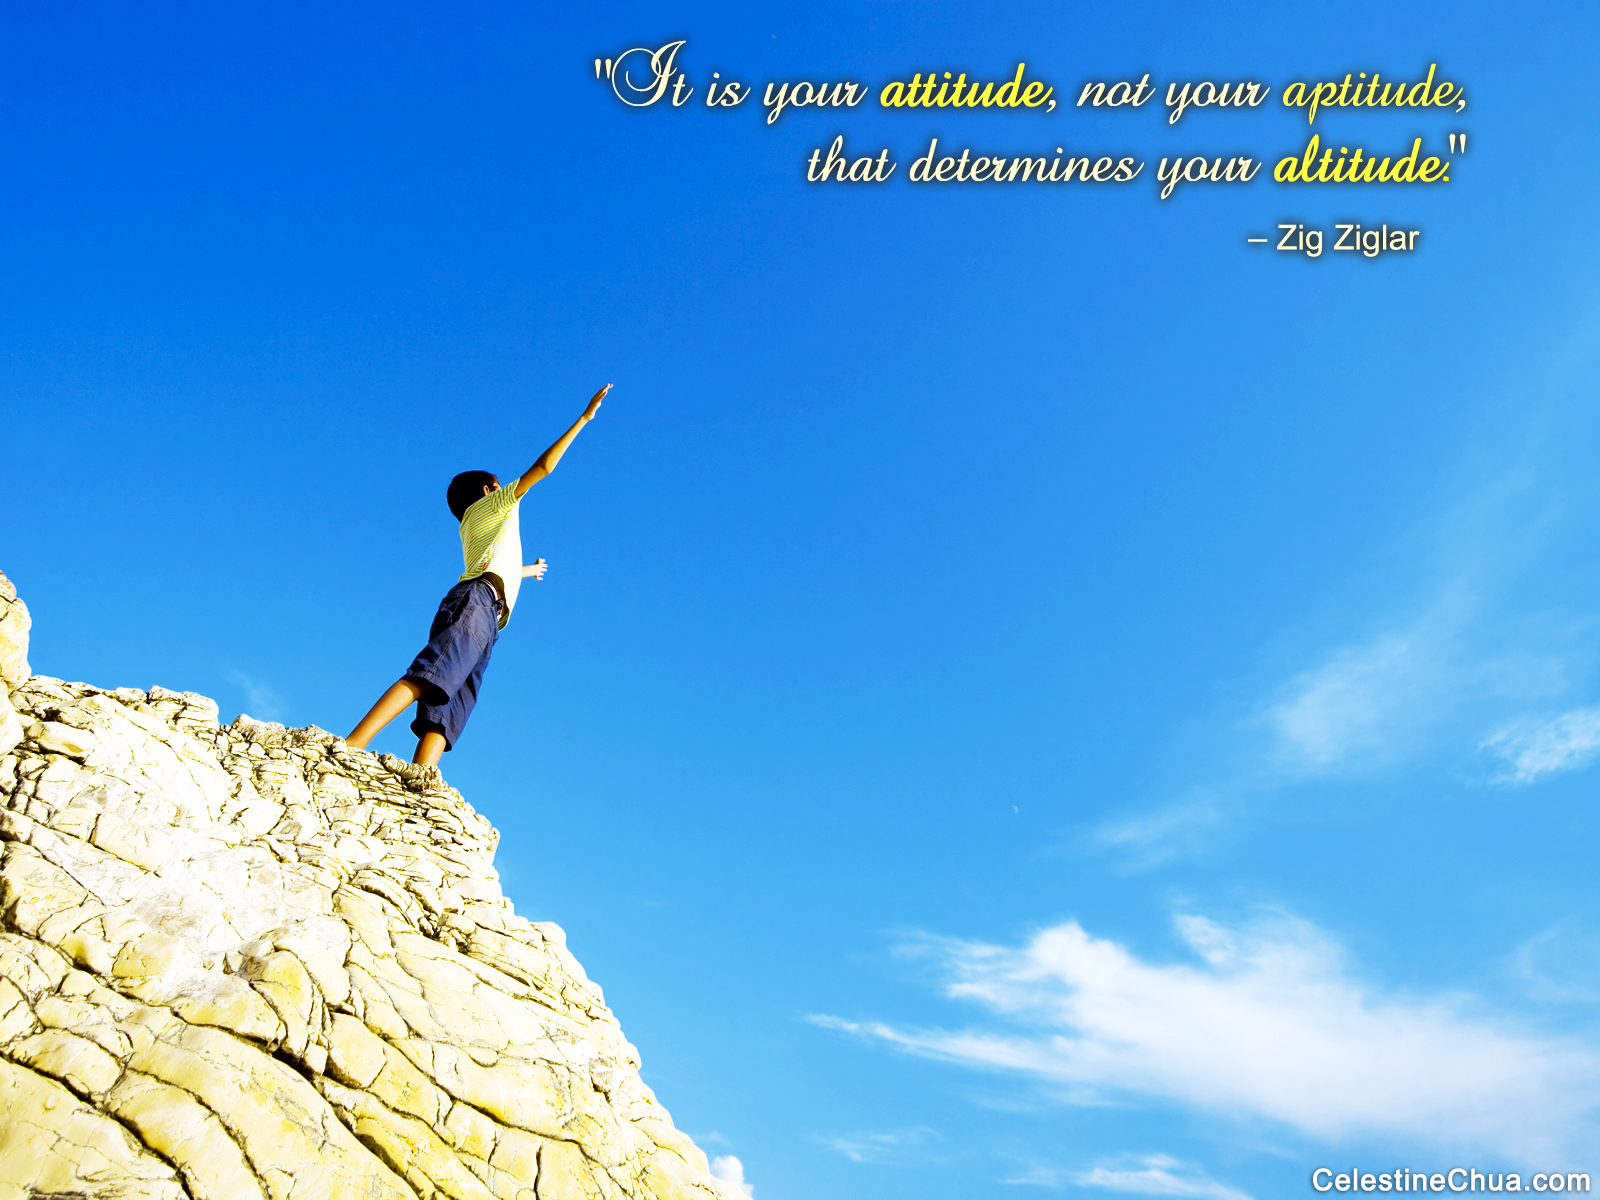 "It is your attitude, not your aptitude,
that determines your altitude."
– Zig Ziglar
CelestineChua.com